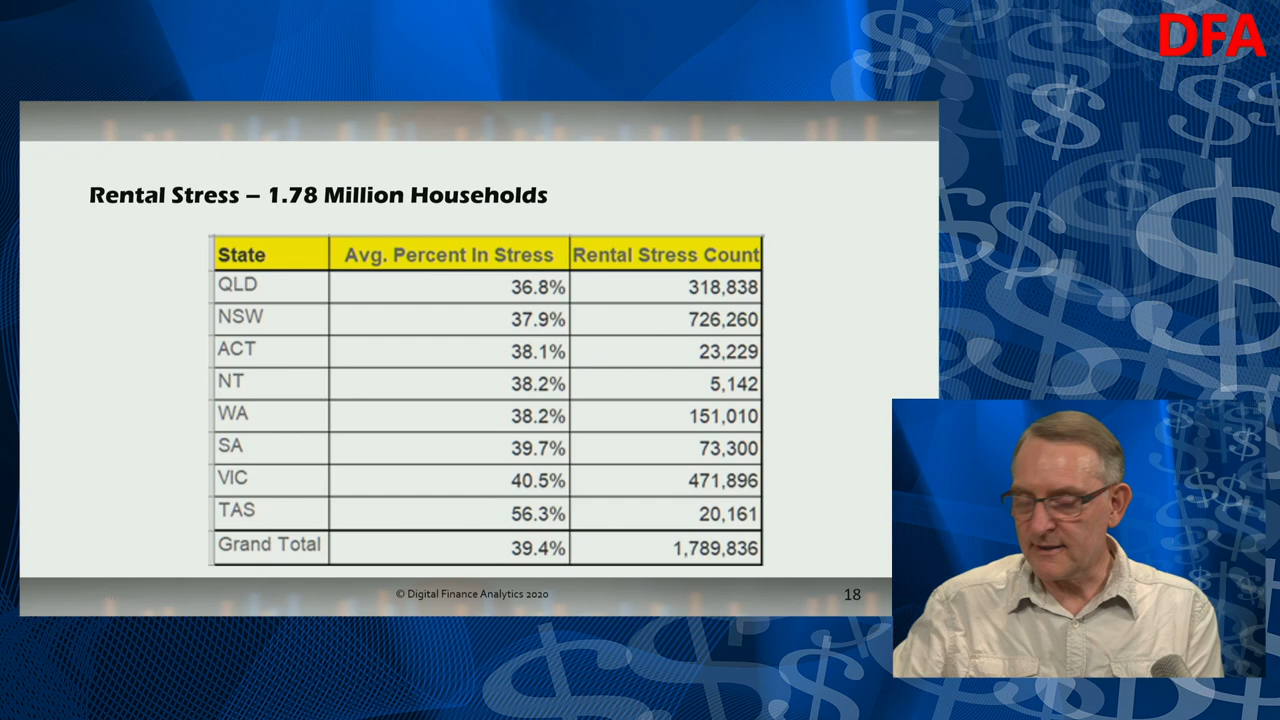 DFA
Rental Stress – 1.78 Million Households
State Avg. Percent In Stress Rental Stress Count
QLD 36.8% 318,838
NSW 37.9% 726,260
ACT 38.1% 23,229
NT 38.2% 5,142
WA 38.2% 151,010
SA 39.7% 73,300
VIC 40.5% 471,896
TAS 56.3% 20,161
Grand Total 39.4% 1,789,836
© Digital Finance Analytics 2020
18